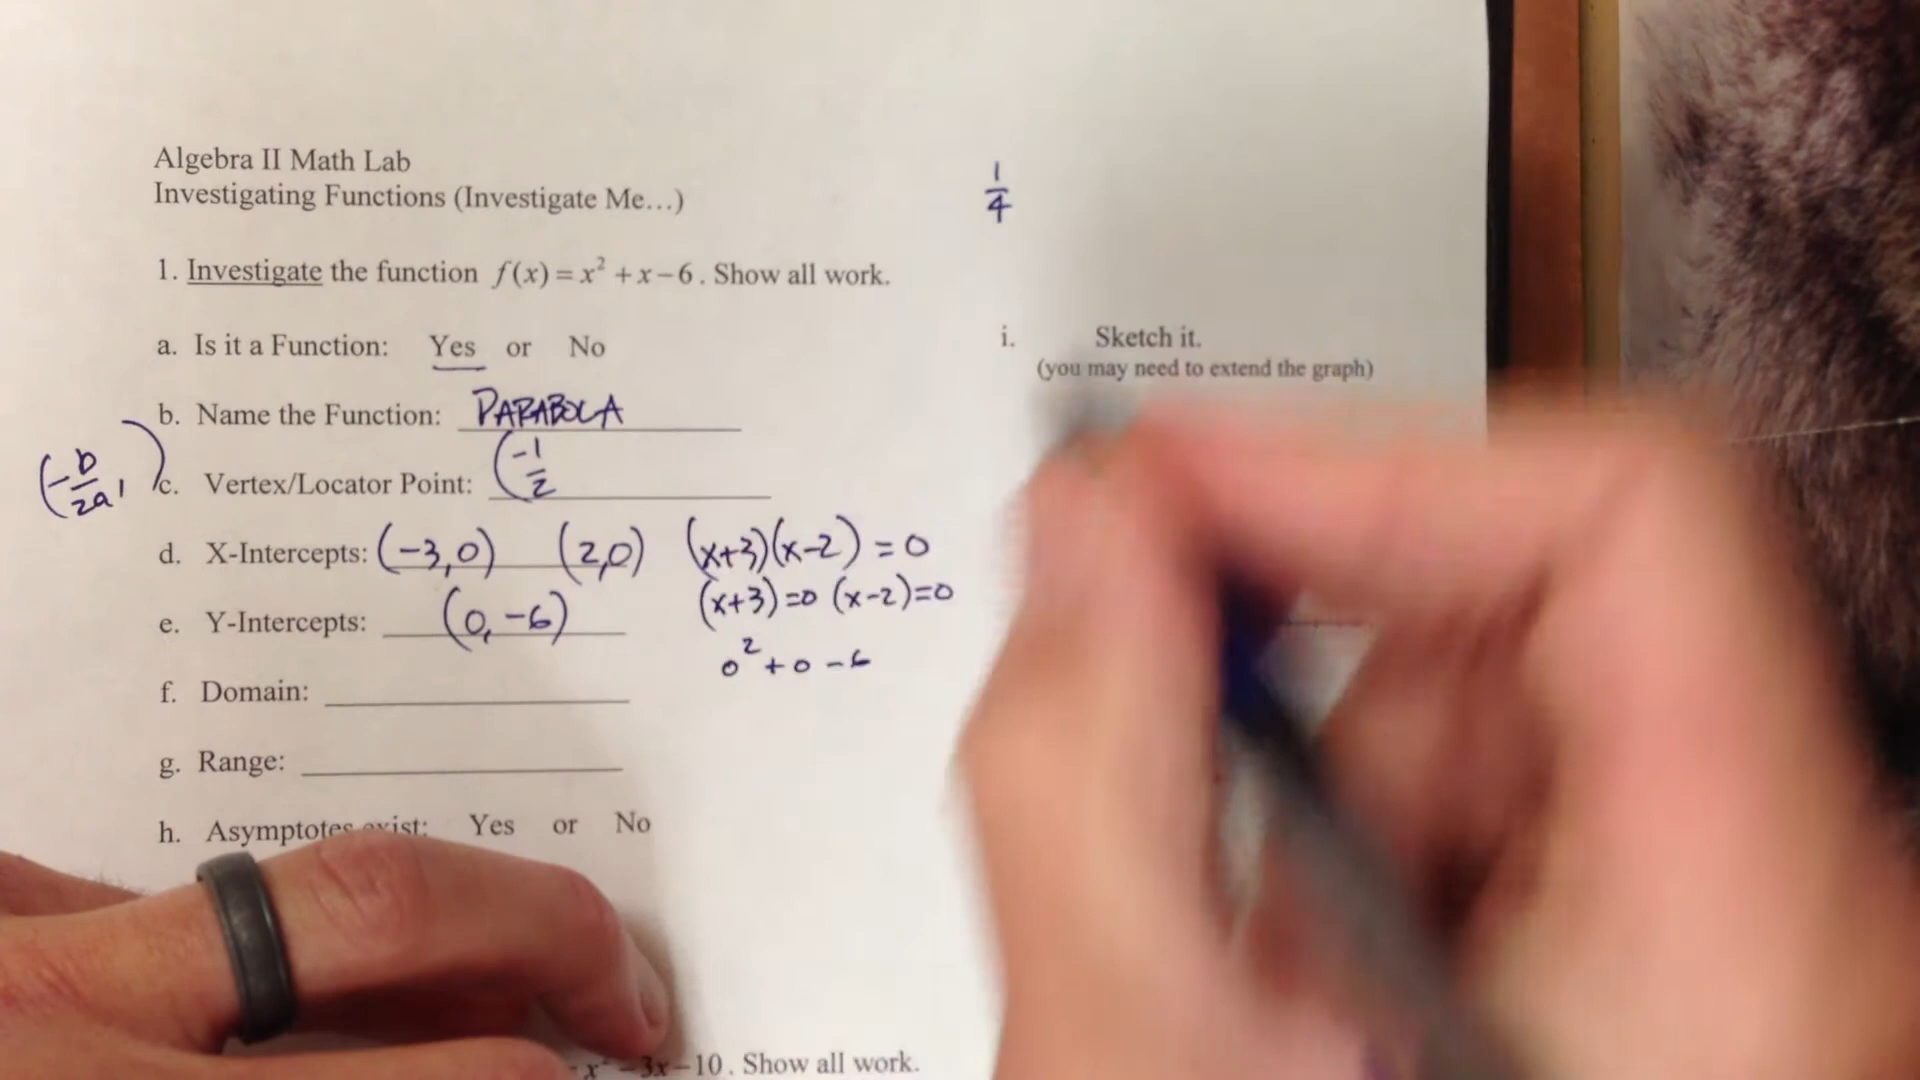 Algebra II Math Lab
Investigating Functions (Investigate Me...)
1/4
1. Investigate the function f(x) = x² + x − 6. Show all work.
a. Is it a Function: Yes or No
i. Sketch it.
(you may need to extend the graph)
b. Name the Function: PARABOLA
(-b/2a, )
c. Vertex/Locator Point: (-1/2
d. X-Intercepts: (-3,0) (2,0) (x+3)(x-2) = 0
(x+3)=0 (x-2)=0
e. Y-Intercepts: (0, -6)
0² + 0 - 6
f. Domain:
g. Range:
h. Asymptotes exist: Yes or No
x² − 3x − 10. Show all work.